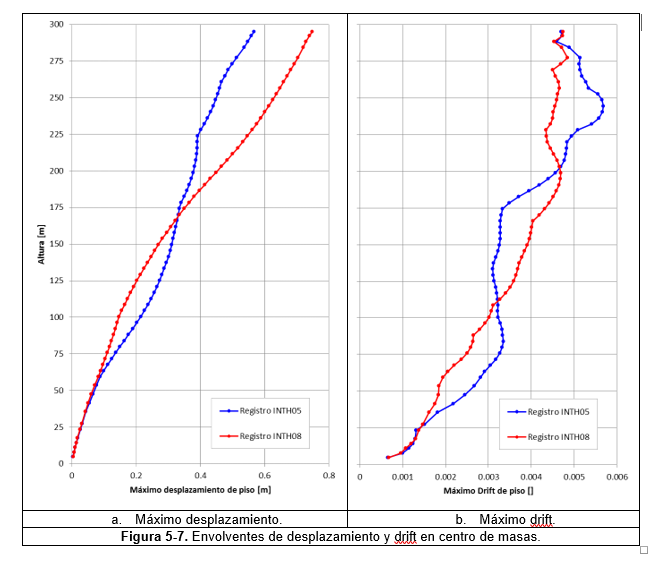 300
275
250
225
200
175
150
125
100
75
50
25
0
Altura [m]
0 0.2 0.4 0.6 0.8
Máximo desplazamiento de piso [m]
Registro INTH05
Registro INTH08
0 0.001 0.002 0.003 0.004 0.005 0.006
Máximo Drift de piso []
Registro INTH05
Registro INTH08
a. Máximo desplazamiento.
b. Máximo drift.
Figura 5-7. Envolventes de desplazamiento y drift en centro de masas.